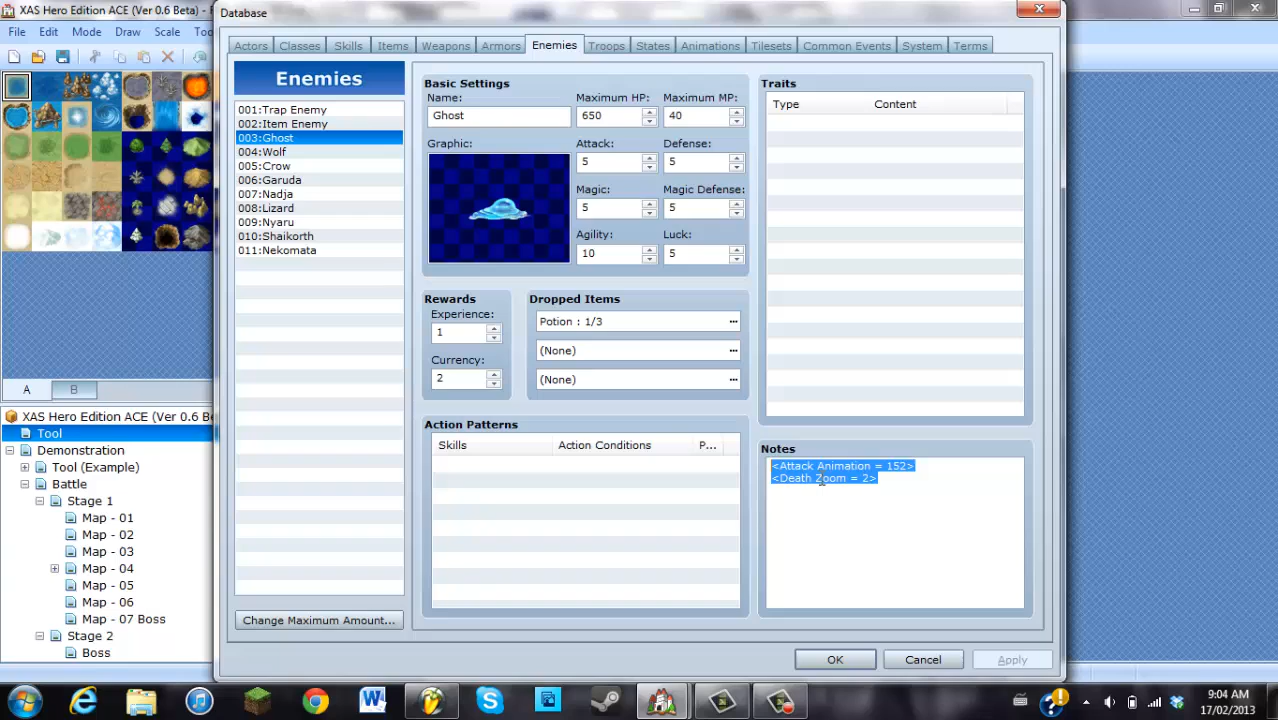 XAS Hero Edition ACE (Ver 0.6 Beta) -
Database
File Edit Mode Draw Scale
Actors Classes Skills Items Weapons Armors Enemies Troops States Animations Tilesets Common Events System Terms
Enemies
001:Trap Enemy
002:Item Enemy
003:Ghost
004:Wolf
005:Crow
006:Garuda
007:Nadja
008:Lizard
009:Nyaru
010:Shaikorth
011:Nekomata
Change Maximum Amount...
Basic Settings
Name: Maximum HP: Maximum MP:
Ghost 650 40
Graphic: Attack: Defense:
5 5
Magic: Magic Defense:
5 5
Agility: Luck:
10 5
Rewards
Experience:
1
Currency:
2
Dropped Items
Potion : 1/3
(None)
(None)
Action Patterns
Skills Action Conditions P...
Traits
Type Content
Notes
<Attack Animation = 152>
<Death Zoom = 2>
OK Cancel Apply
A B
XAS Hero Edition ACE (Ver 0.6 Be
Tool
Demonstration
Tool (Example)
Battle
Stage 1
Map - 01
Map - 02
Map - 03
Map - 04
Map - 05
Map - 06
Map - 07 Boss
Stage 2
Boss
9:04 AM
17/02/2013